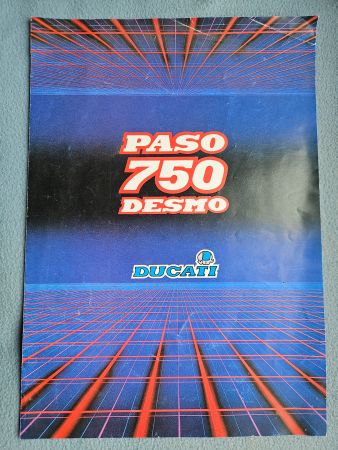 PASO
750
DESMO
DUCATI